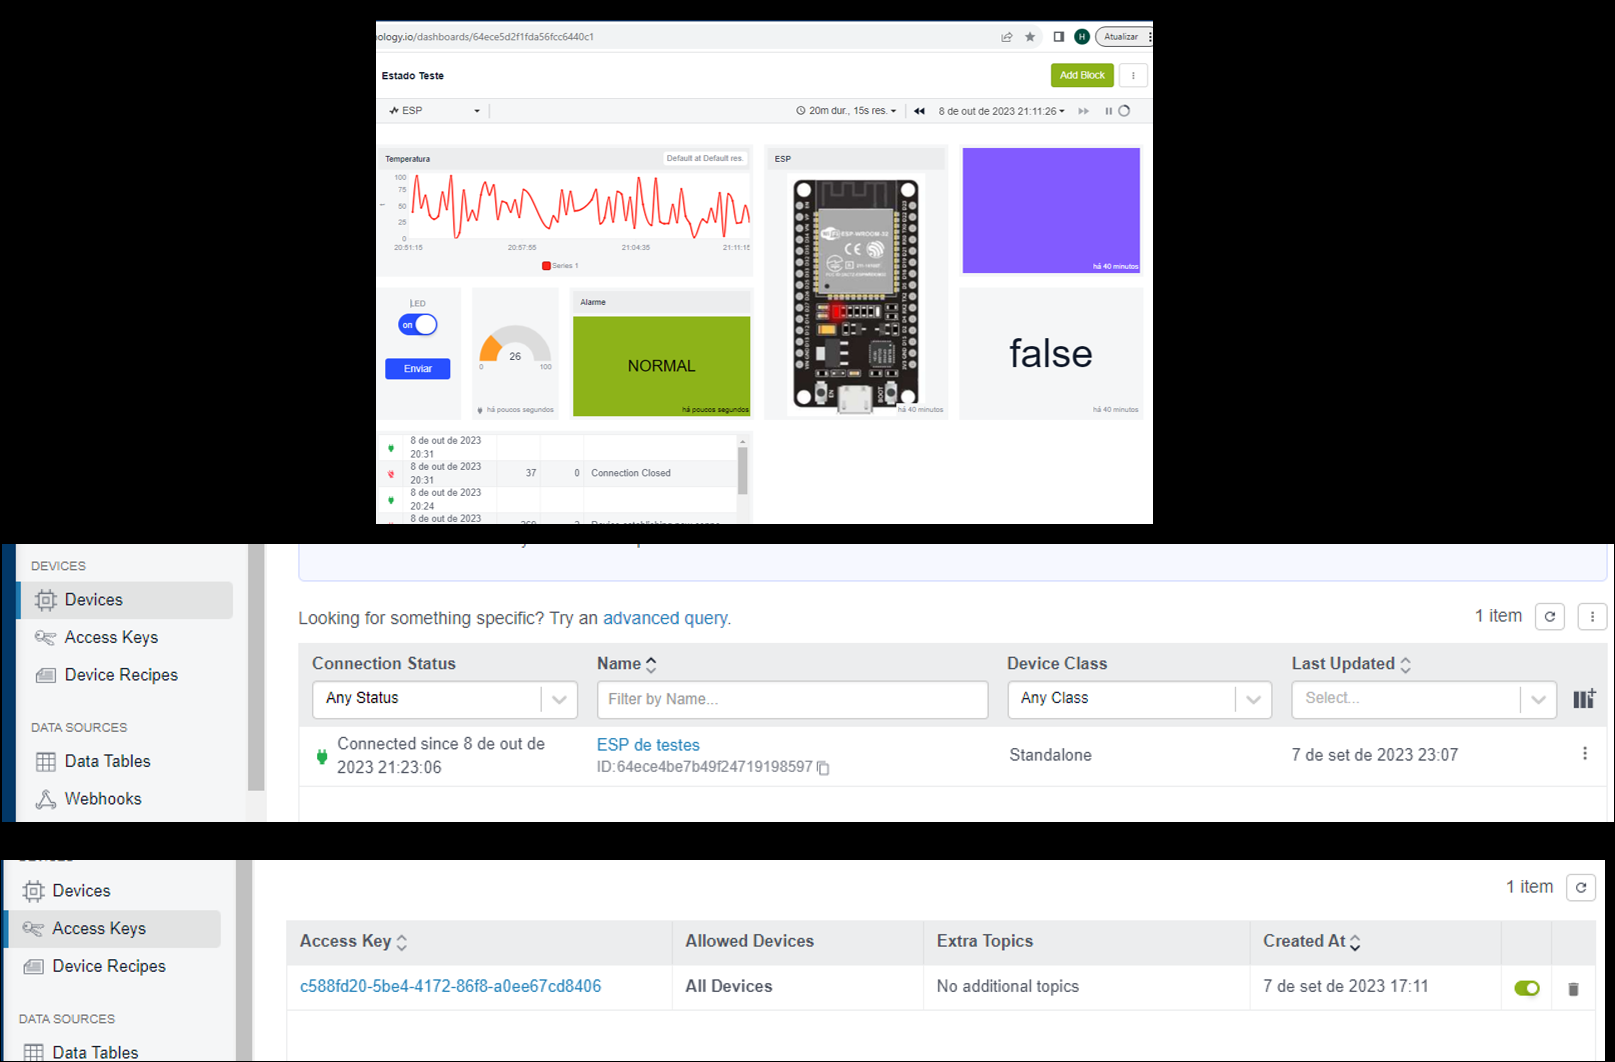 nology.io/dashboards/64ece5d2f1fda56fcc6440c1
H
Atualizar
Estado Teste
Add Block
ESP
20m dur., 15s res.
8 de out de 2023 21:11:26
Temperatura
Default at Default res.
100
75
50
25
0
20:51:15
20:57:55
21:04:35
21:11:15
Series 1
ESP
ESP-WROOM-32
há 40 minutos
há 40 minutos
LED
on
Enviar
26
0
100
há poucos segundos
Alarme
NORMAL
há poucos segundos
false
há 40 minutos
8 de out de 2023
20:31
8 de out de 2023
20:31
37
0
Connection Closed
8 de out de 2023
20:24
8 de out de 2023
DEVICES
Devices
Access Keys
Device Recipes
DATA SOURCES
Data Tables
Webhooks
Looking for something specific? Try an advanced query.
1 item
Connection Status
Name
Device Class
Last Updated
Any Status
Filter by Name...
Any Class
Select...
Connected since 8 de out de
2023 21:23:06
ESP de testes
ID:64ece4be7b49f24719198597
Standalone
7 de set de 2023 23:07
Devices
Access Keys
Device Recipes
DATA SOURCES
Data Tables
1 item
Access Key
Allowed Devices
Extra Topics
Created At
c588fd20-5be4-4172-86f8-a0ee67cd8406
All Devices
No additional topics
7 de set de 2023 17:11